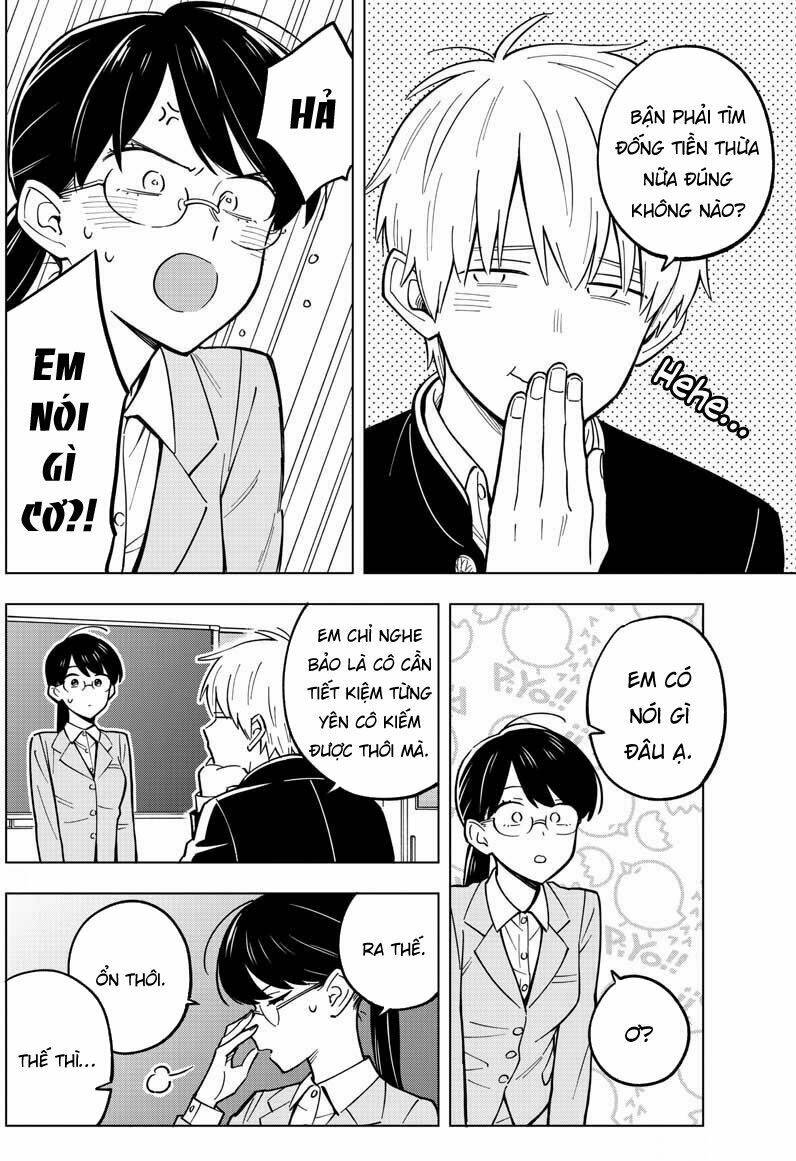 BẬN PHẢI TÌM
ĐỐNG TIỀN THỪA
NỮA ĐÚNG
KHÔNG NÀO?
Hehe...
HẢ
EM
NÓI
GÌ
CƠ?!
EM CÓ
NÓI GÌ
ĐÂU Ạ.
P.Yo!!
P.Yo!!
Ơ?
EM CHỈ NGHE
BẢO LÀ CÔ CẦN
TIẾT KIỆM TỪNG
YÊN CÔ KIẾM
ĐƯỢC THÔI MÀ.
RA THẾ.
ỔN THÔI.
THẾ THÌ...